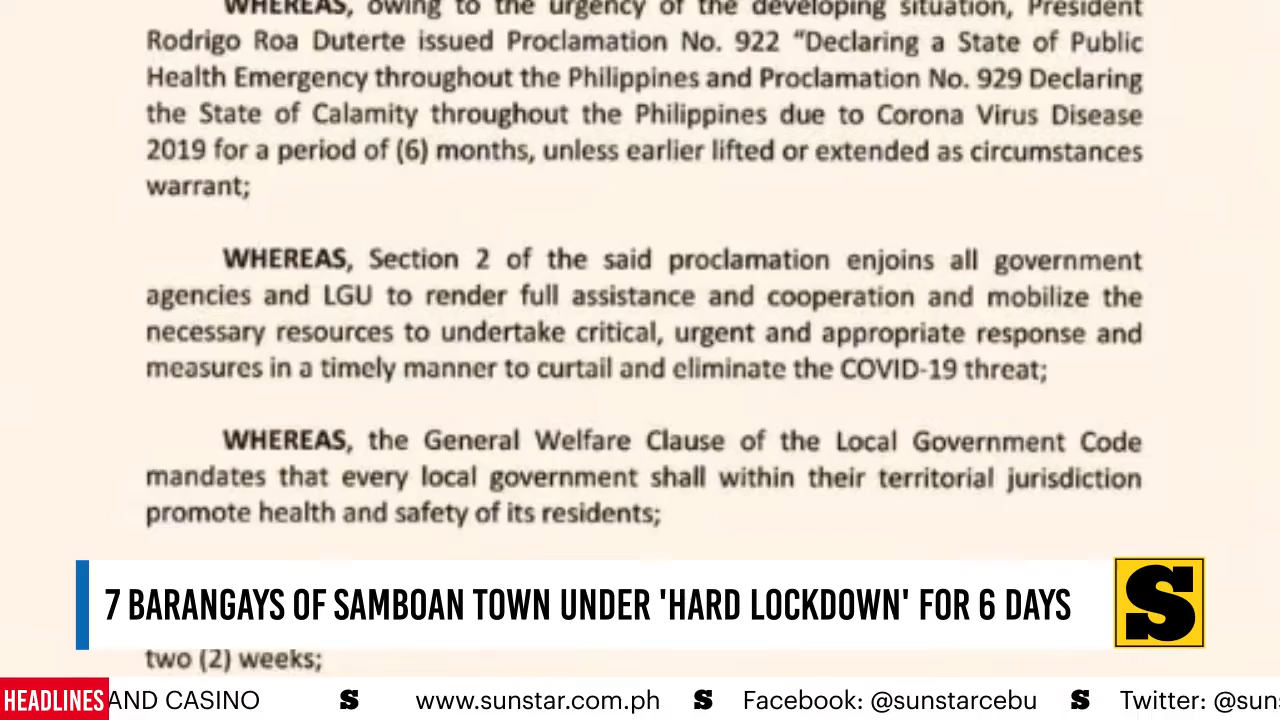 WHEREAS, owing to the urgency of the developing situation, President
Rodrigo Roa Duterte issued Proclamation No. 922 “Declaring a State of Public
Health Emergency throughout the Philippines and Proclamation No. 929 Declaring
the State of Calamity throughout the Philippines due to Corona Virus Disease
2019 for a period of (6) months, unless earlier lifted or extended as circumstances
warrant;
WHEREAS, Section 2 of the said proclamation enjoins all government
agencies and LGU to render full assistance and cooperation and mobilize the
necessary resources to undertake critical, urgent and appropriate response and
measures in a timely manner to curtail and eliminate the COVID-19 threat;
WHEREAS, the General Welfare Clause of the Local Government Code
mandates that every local government shall within their territorial jurisdiction
promote health and safety of its residents;
7 BARANGAYS OF SAMBOAN TOWN UNDER 'HARD LOCKDOWN' FOR 6 DAYS
S
two (2) weeks;
HEADLINES AND CASINO S www.sunstar.com.ph S Facebook: @sunstarcebu S Twitter: @sun